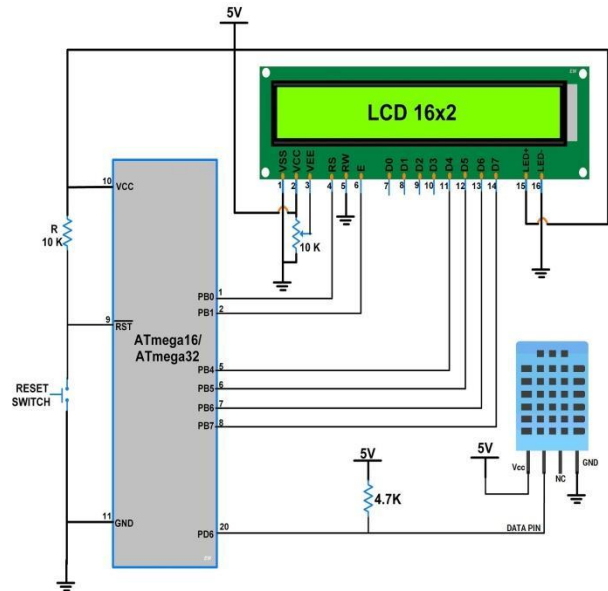 5V
LCD 16x2
VSS
VCC
VEE
RS
RW
E
D0
D1
D2
D3
D4
D5
D6
D7
LED+
LED-
1
2
3
4
5
6
7
8
9
10
11
12
13
14
15
16
10 K
R
10 K
10
VCC
9
RST
RESET
SWITCH
11
GND
ATmega16/
ATmega32
PB0
1
PB1
2
PB4
5
PB5
6
PB6
7
PB7
8
PD6
20
5V
4.7K
5V
Vcc
NC
GND
DATA PIN